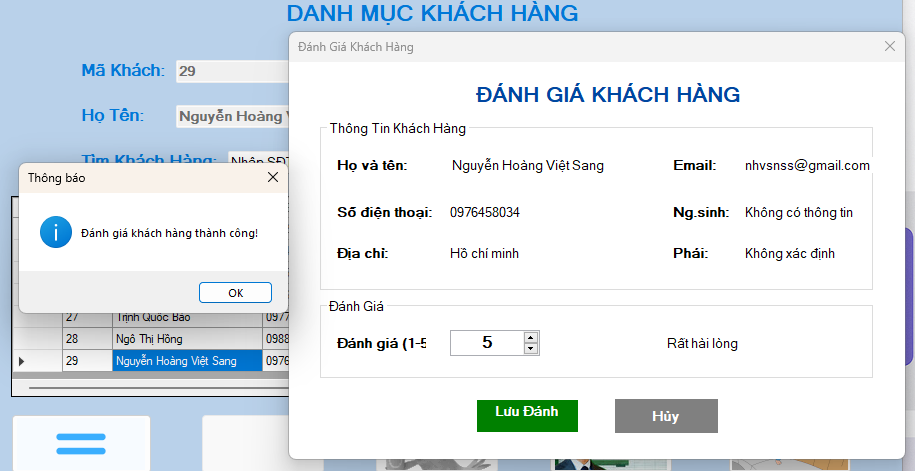 DANH MỤC KHÁCH HÀNG
Mã Khách: 29
Họ Tên: Nguyễn Hoàng V
Tìm Khách Hàng: Nhập SĐT
Thông báo
Đánh giá khách hàng thành công!
OK
27 Trịnh Quốc Bảo 0977
28 Ngô Thị Hồng 0988
29 Nguyễn Hoàng Việt Sang 0976
Đánh Giá Khách Hàng
ĐÁNH GIÁ KHÁCH HÀNG
Thông Tin Khách Hàng
Họ và tên: Nguyễn Hoàng Việt Sang Email: nhvsnss@gmail.com
Số điện thoại: 0976458034 Ng.sinh: Không có thông tin
Địa chỉ: Hồ chí minh Phái: Không xác định
Đánh Giá
Đánh giá (1-5 5 Rất hài lòng
Lưu Đánh Hủy